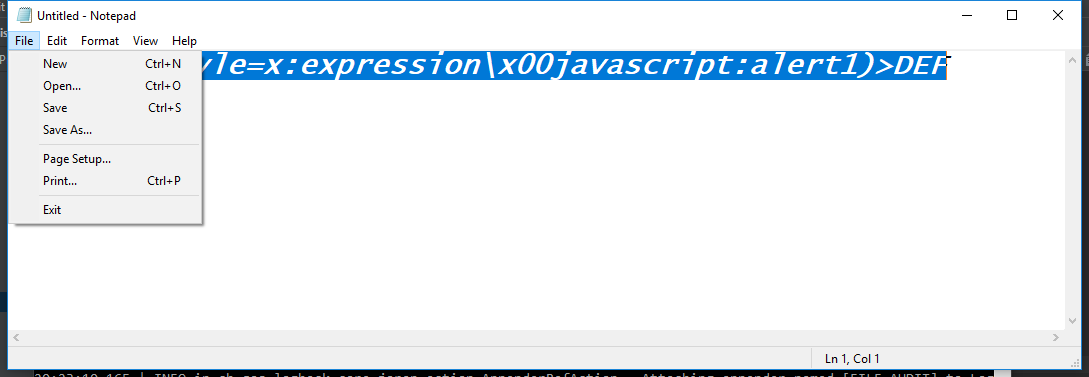 Untitled - Notepad
File Edit Format View Help
New Ctrl+N
Open... Ctrl+O
Save Ctrl+S
Save As...
Page Setup...
Print... Ctrl+P
Exit
yle=x:expression\x00javascript:alert1)>DEF
Ln 1, Col 1